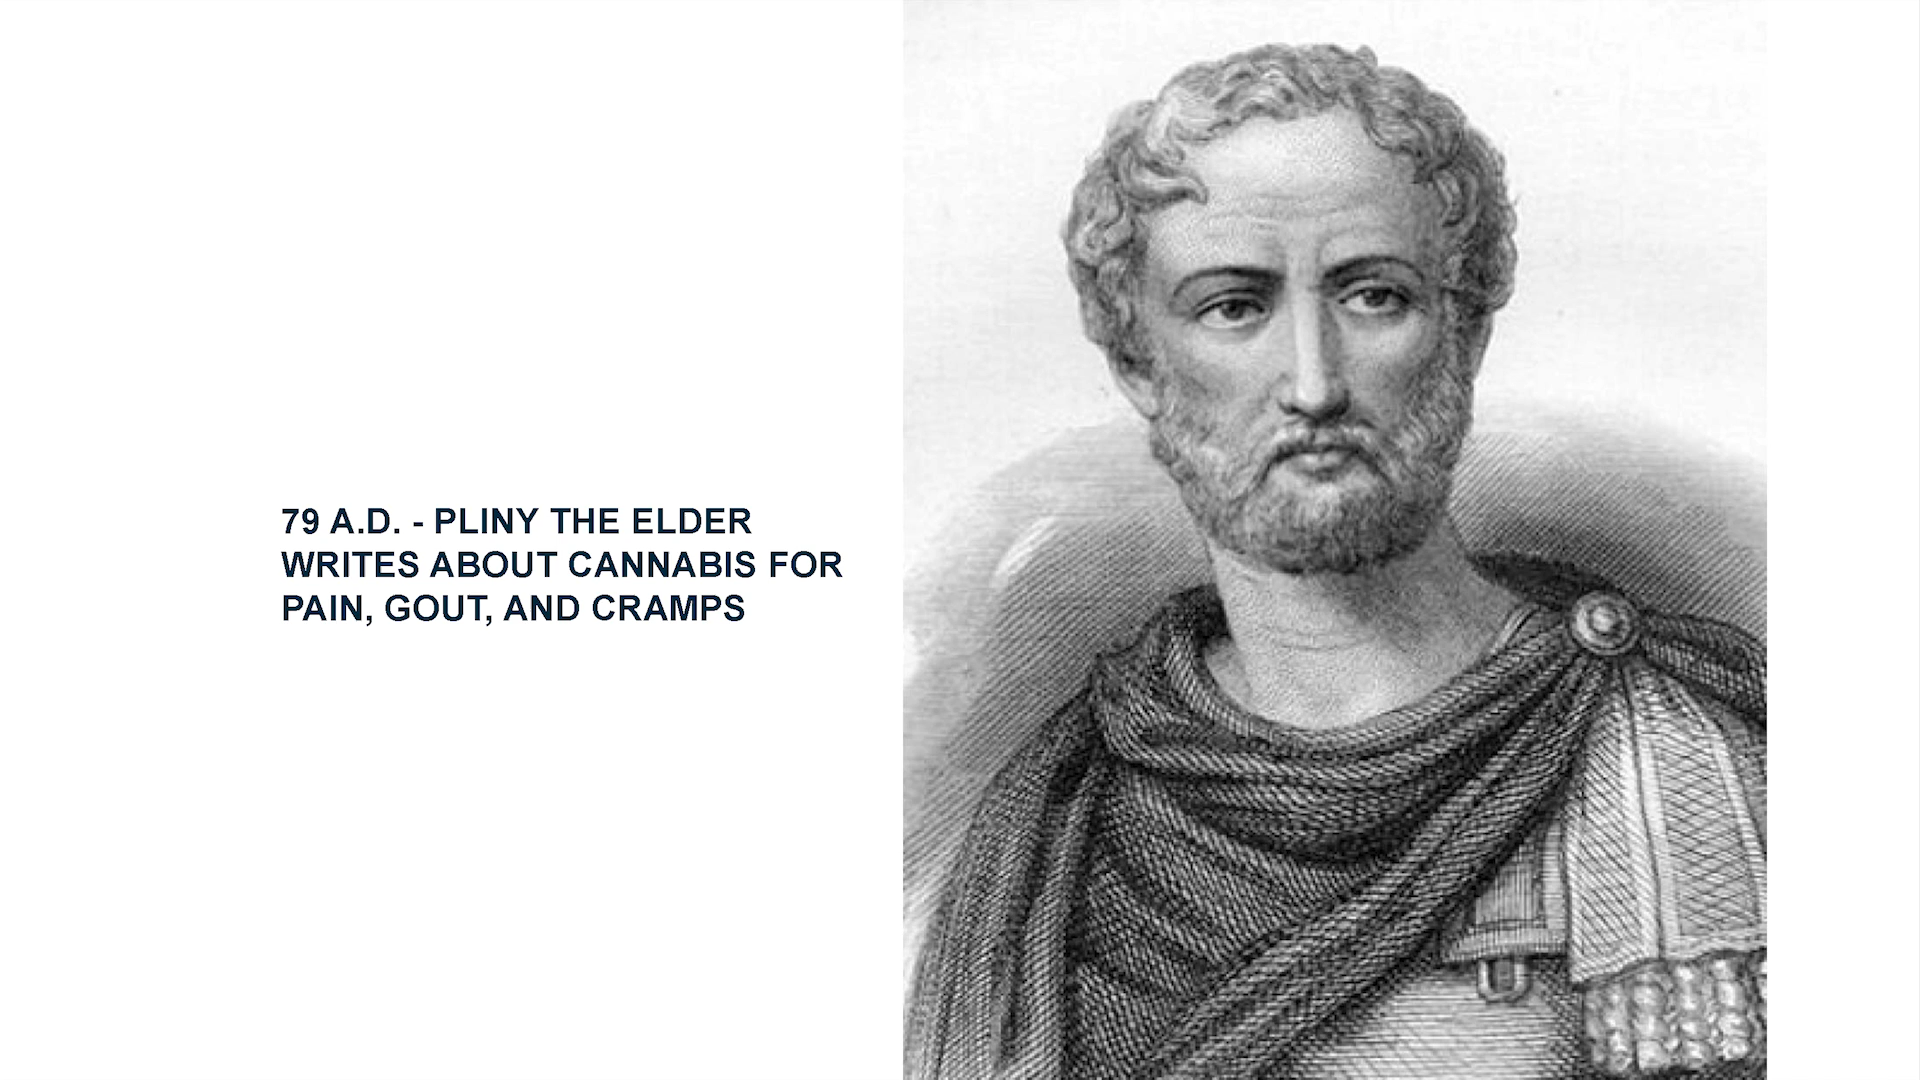 79 A.D. - PLINY THE ELDER
WRITES ABOUT CANNABIS FOR
PAIN, GOUT, AND CRAMPS